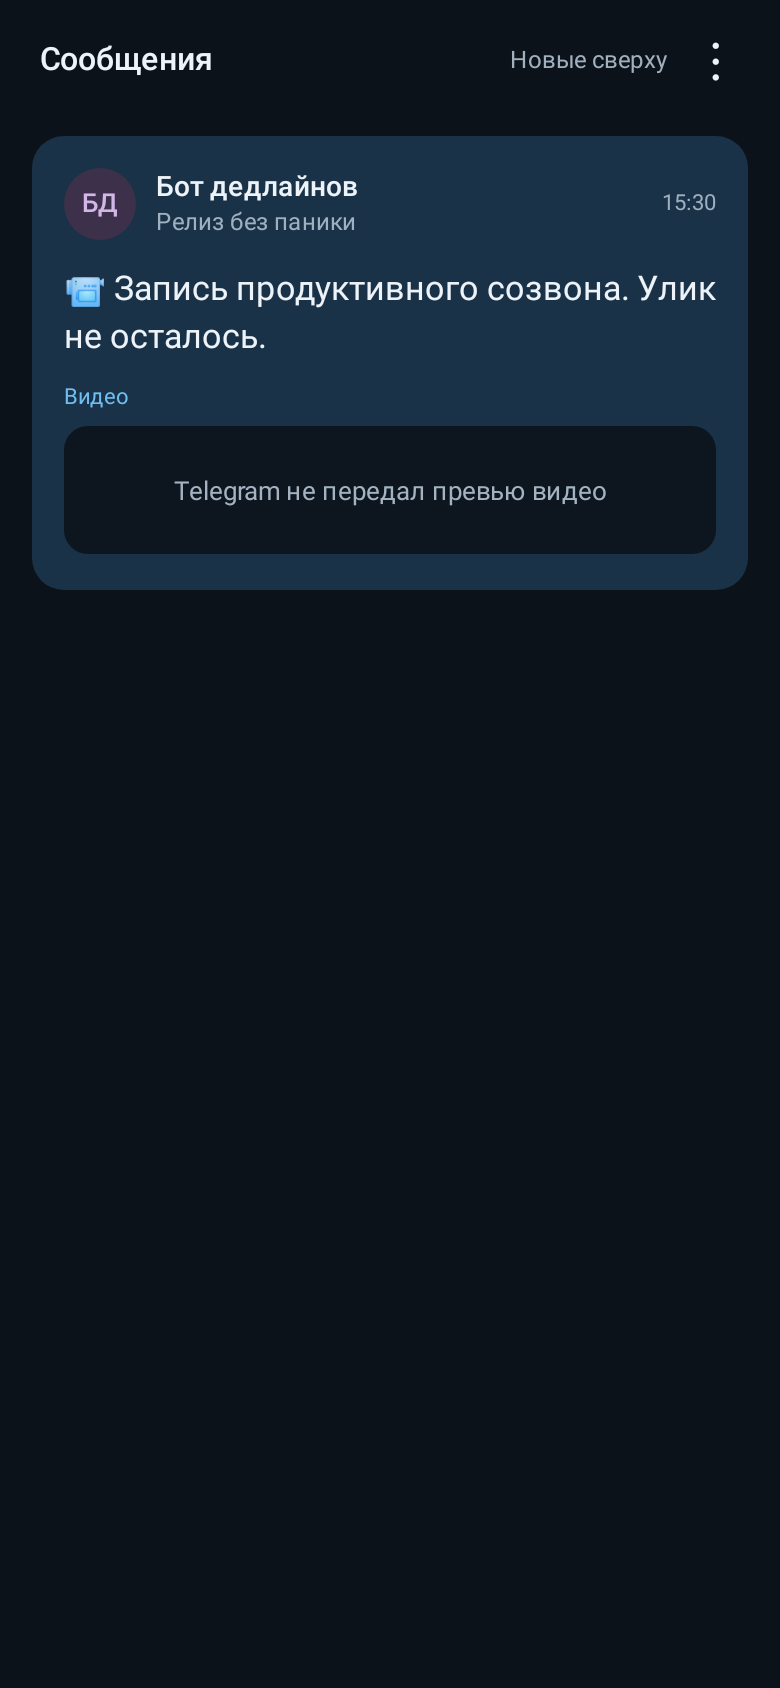 Сообщения
Новые сверху
БД
Бот дедлайнов
Релиз без паники
15:30
📹 Запись продуктивного созвона. Улик
не осталось.
Видео
Telegram не передал превью видео